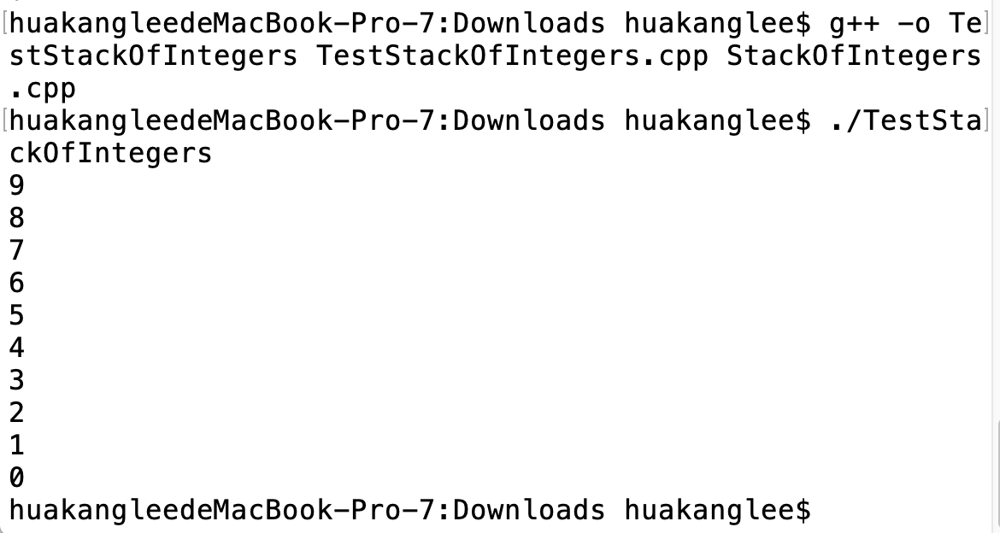 [huakangleedeMacBook-Pro-7:Downloads huakanglee$ g++ -o Te]
stStackOfIntegers TestStackOfIntegers.cpp StackOfIntegers
.cpp
[huakangleedeMacBook-Pro-7:Downloads huakanglee$ ./TestSta]
ckOfIntegers
9
8
7
6
5
4
3
2
1
0
huakangleedeMacBook-Pro-7:Downloads huakanglee$